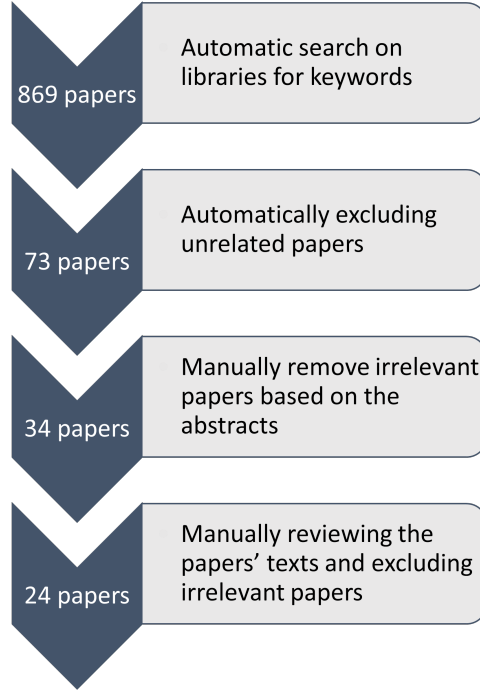 869 papers
Automatic search on
libraries for keywords
73 papers
Automatically excluding
unrelated papers
34 papers
Manually remove irrelevant
papers based on the
abstracts
24 papers
Manually reviewing the
papers’ texts and excluding
irrelevant papers